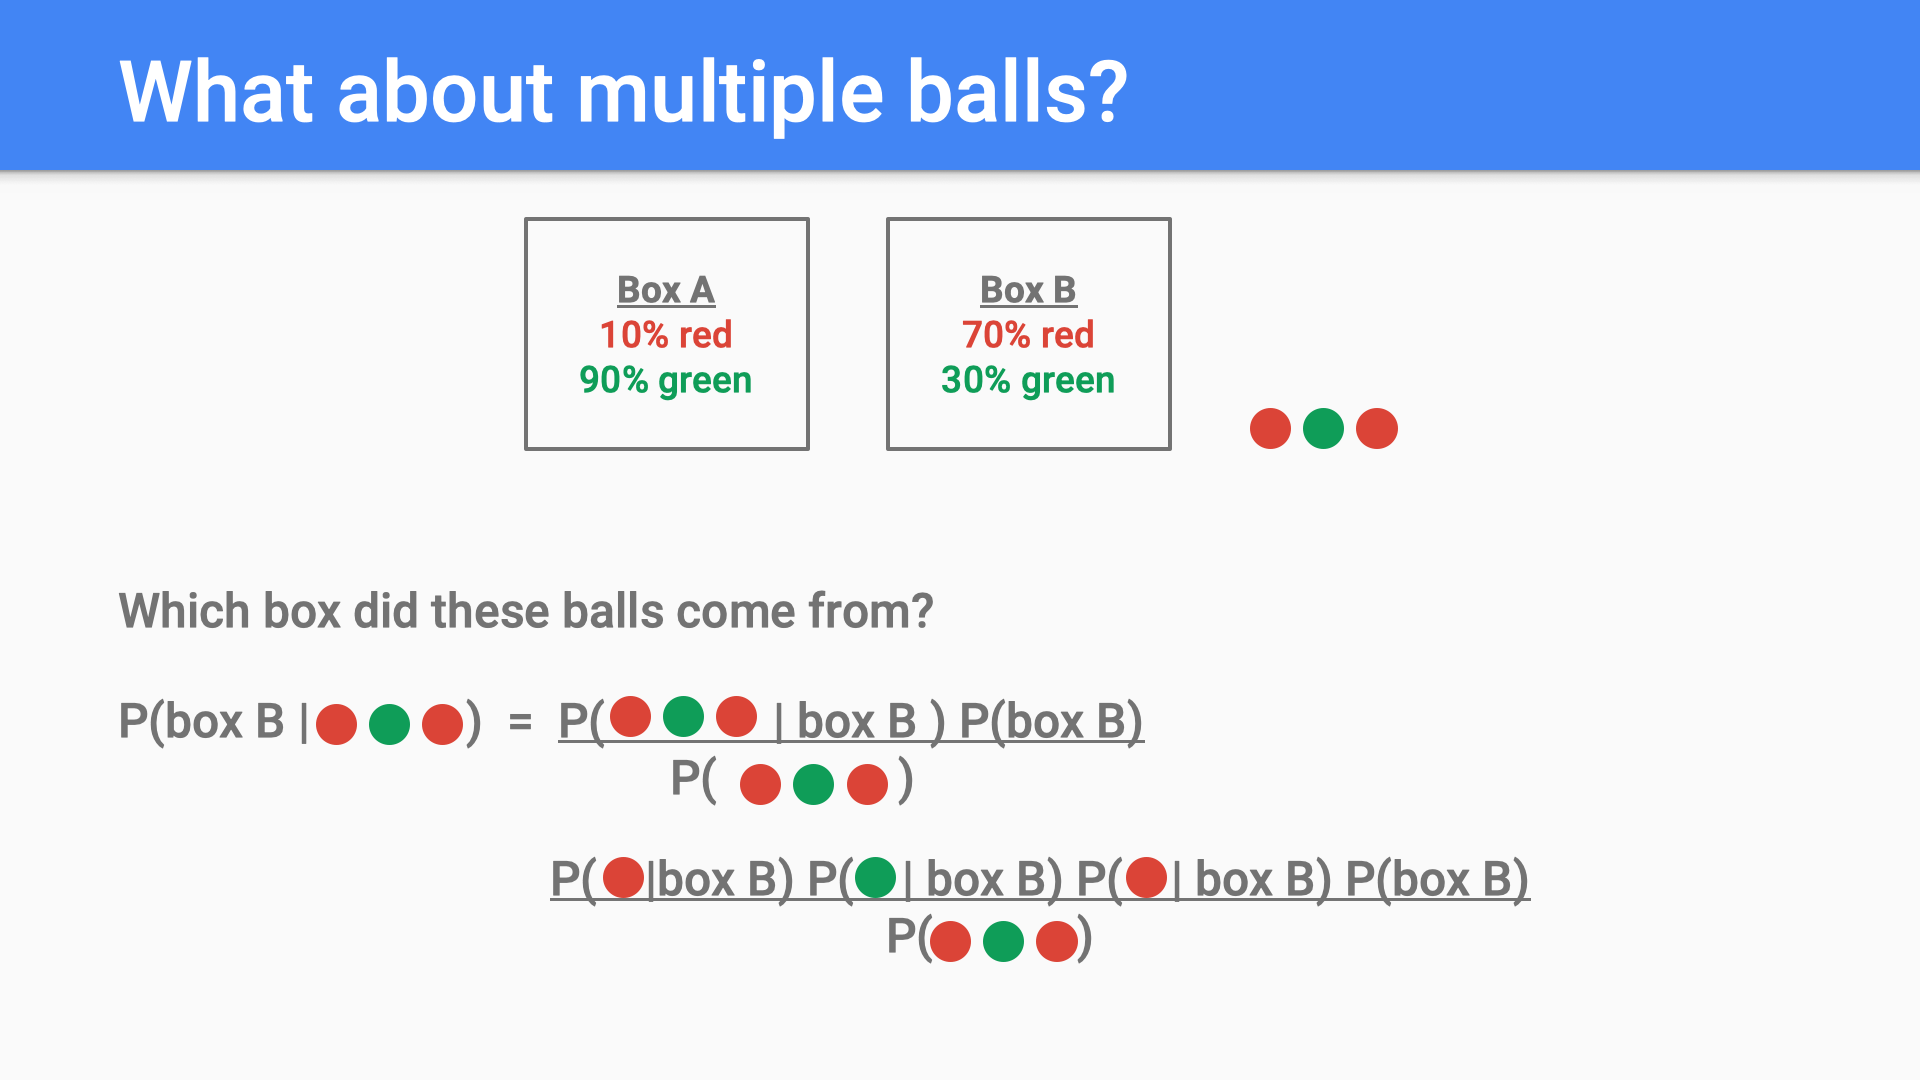 What about multiple balls?
Box A
10% red
90% green
Box B
70% red
30% green
Which box did these balls come from?
P(box B | ) = P( | box B ) P(box B)
P( )
P( |box B) P( | box B) P( | box B) P(box B)
P( )